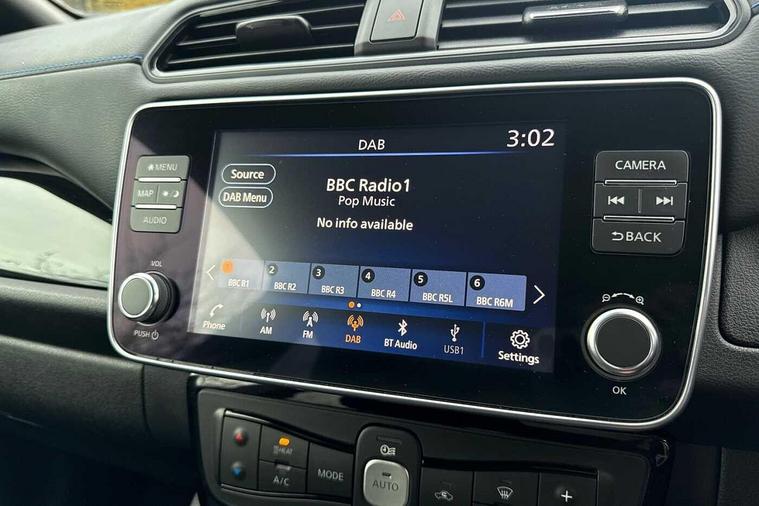 DAB
3:02
Source
DAB Menu
BBC Radio1
Pop Music
No info available
1
2
3
4
5
6
BBC R1
BBC R2
BBC R3
BBC R4
BBC R5L
BBC R6M
Phone
AM
FM
DAB
BT Audio
USB1
Settings
MENU
MAP
AUDIO
VOL
PUSH
CAMERA
BACK
OK
HEAT
A/C
MODE
AUTO